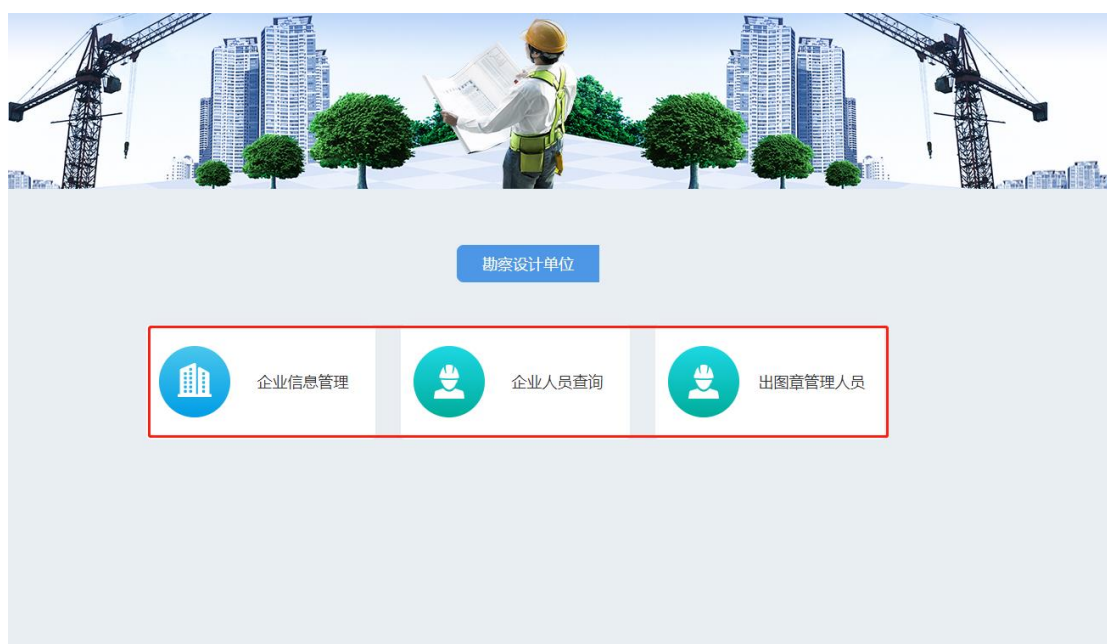 勘察设计单位
企业信息管理
企业人员查询
出图章管理人员